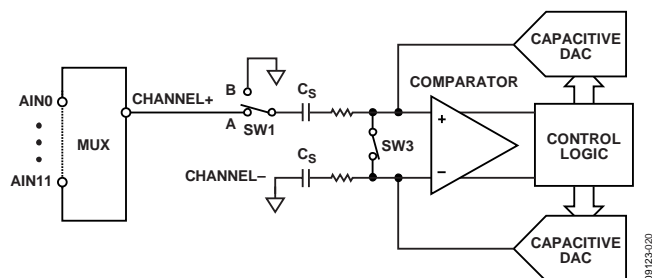 CAPACITIVE
DAC
COMPARATOR
B
CS
AIN0
CHANNEL+
A
SW1
+
MUX
SW3
CONTROL
LOGIC
AIN11
CS
CHANNEL–
–
CAPACITIVE
DAC
09123-020